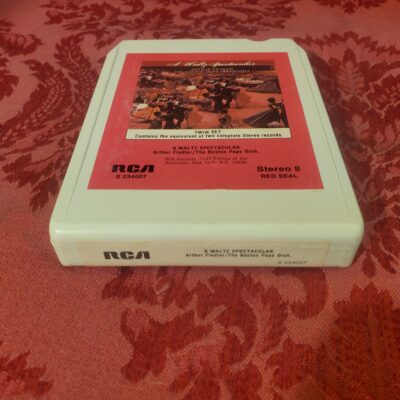 A Waltz Spectacular
TWIN SET
Contains the equivalent of two complete Stereo records
A WALTZ SPECTACULAR
Arthur Fiedler/The Boston Pops Orch.
RCA Records, 1133 Avenue of the
Americas, New York, N.Y. 10036
RCA
S 234007
Stereo 8
RED SEAL
RCA
A WALTZ SPECTACULAR
Arthur Fiedler/The Boston Pops Orch.
S 234007